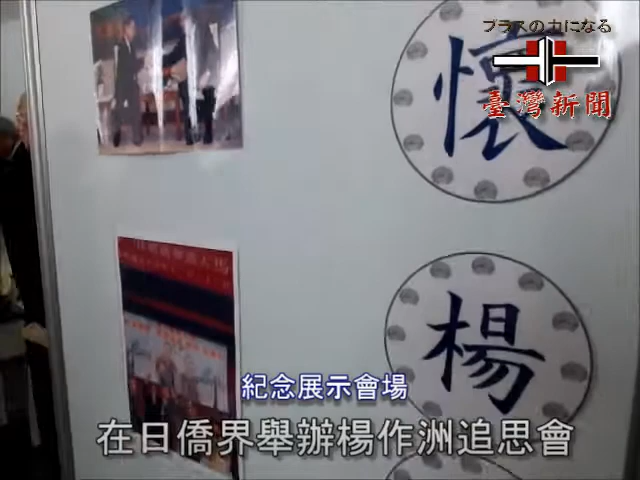 プラスの力になる
臺灣新聞
懷
楊
紀念展示會場
在日僑界舉辦楊作洲追思會